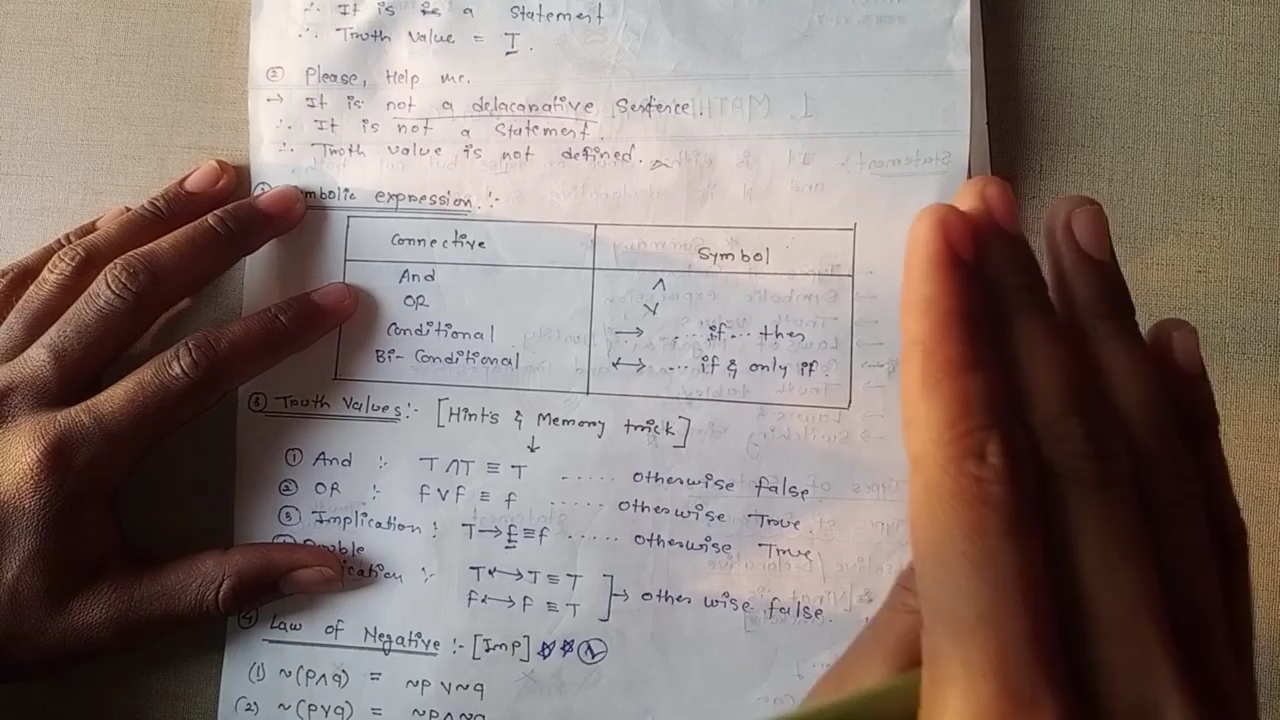 ∴ It is is a Statement
∴ Truth Value = T.
② Please, Help me.
→ It is not a delacarative Sentence.
∴ It is not a Statement.
∴ Truth value is not defined.
expression :-
Connective Symbol
And ∧
OR ∨
Conditional → ... if ... then
Bi-Conditional ↔ ... if & only if.
③ Truth Values :- [Hints & Memory trick]
↓
① And :- T∧T ≡ T ..... otherwise false
② OR :- f∨f ≡ f ..... otherwise True.
③ Implication : T→f≡f ..... otherwise True
Double
:- T↔T≡T
f↔f≡T ]→ other wise false.
④ Law of Negative :- [Imp]
(1) ~(p∧q) = ~p∨~q
(2) ~(p∨q) = ~p∧~q